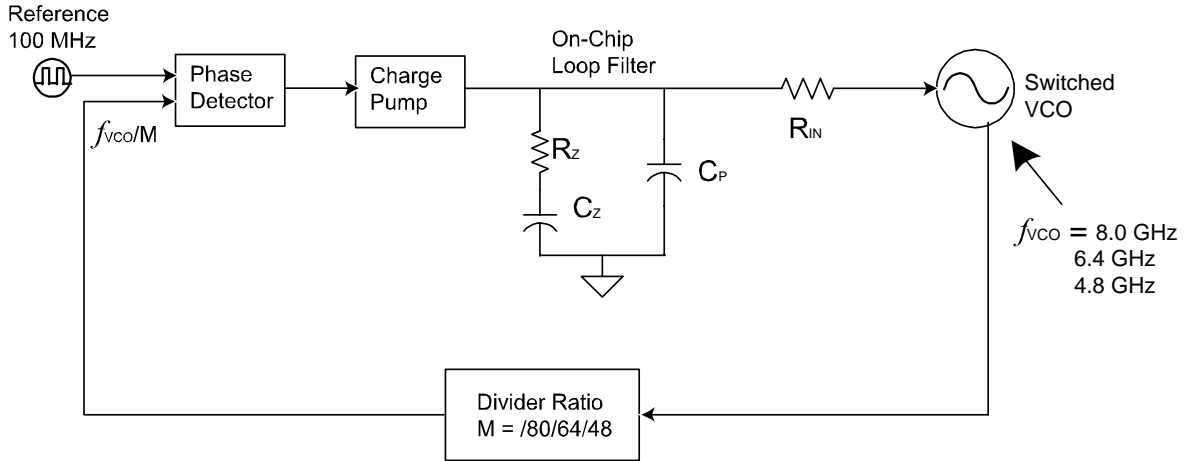 Reference
100 MHz
Phase
Detector
Charge
Pump
On-Chip
Loop Filter
fVCO/M
RZ
CZ
CP
RIN
Switched
VCO
fVCO = 8.0 GHz
6.4 GHz
4.8 GHz
Divider Ratio
M = /80/64/48